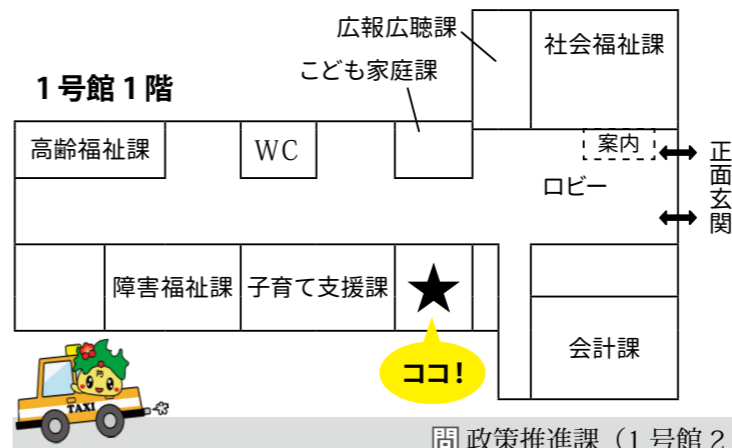 広報広聴課
社会福祉課
こども家庭課
1号館1階
高齢福祉課
WC
案内
正面玄関
ロビー
障害福祉課
子育て支援課
ココ!
会計課
TAXI
問 政策推進課(1号館2